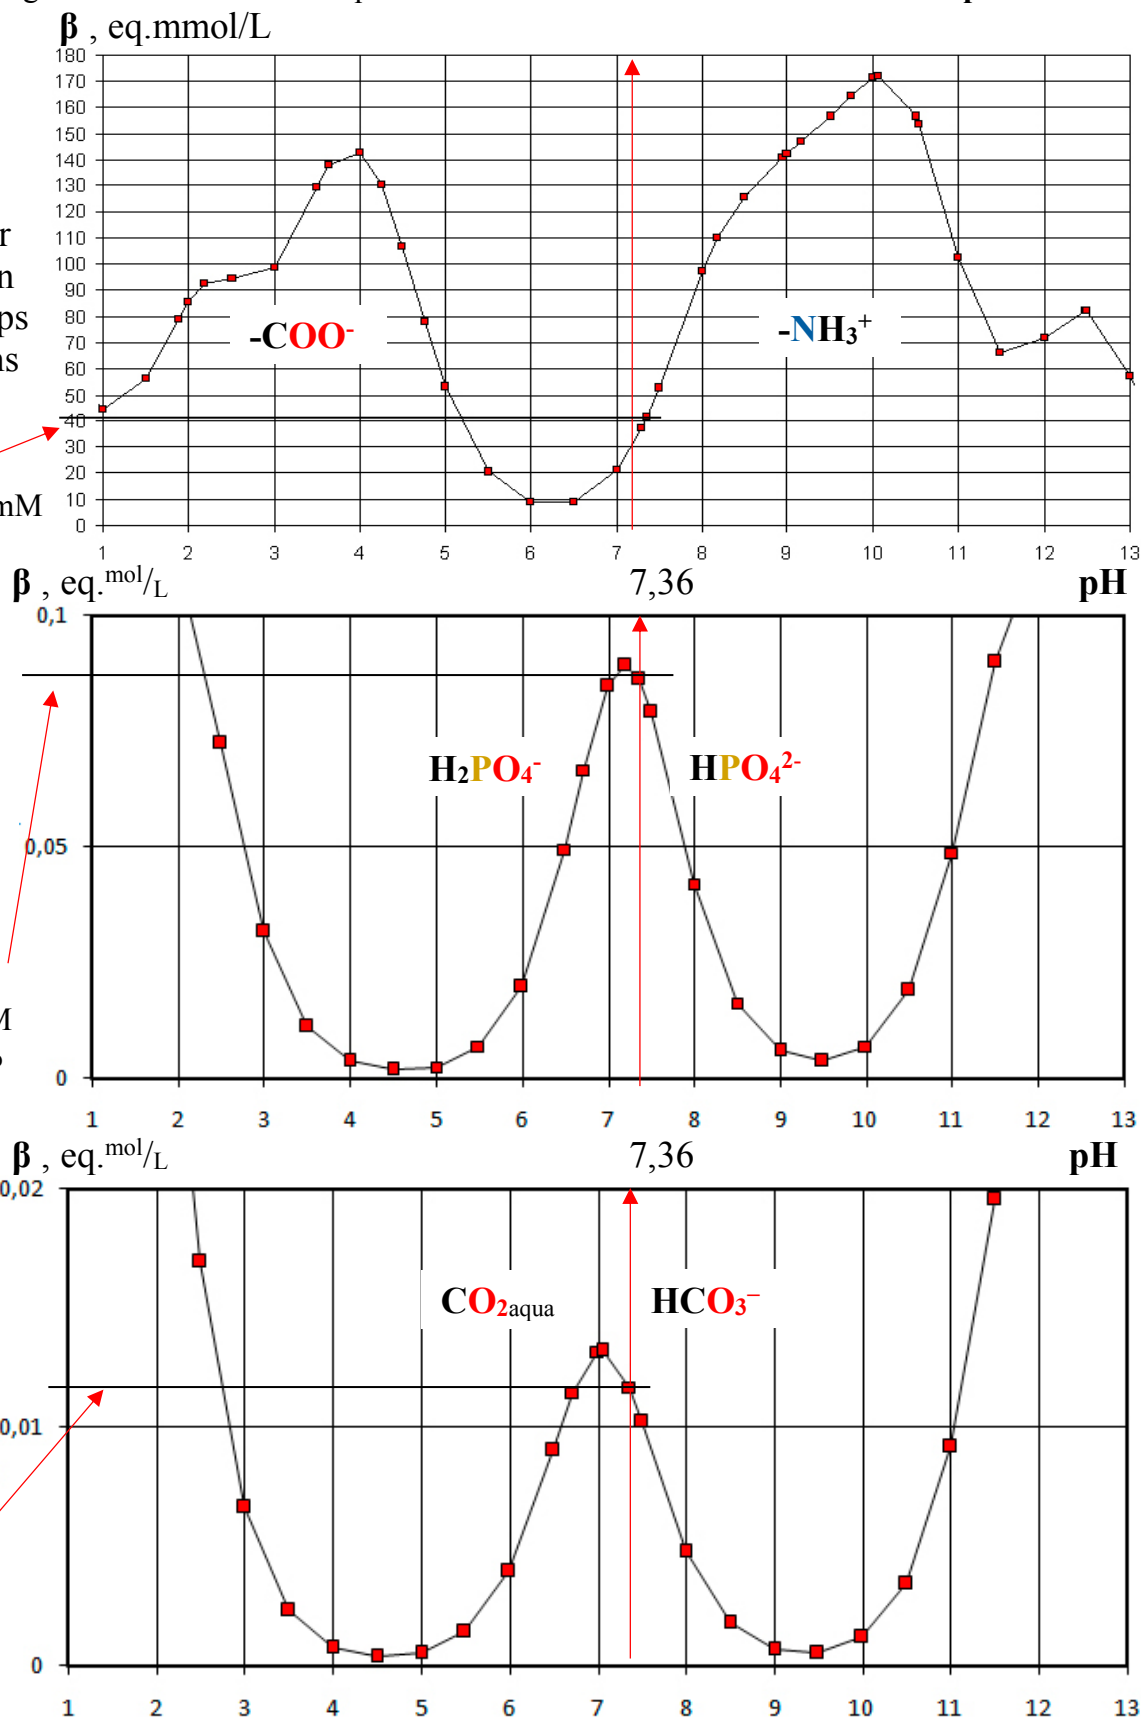 β , eq.mmol/L
180
170
160
150
140
130
120
110
100
90
80
70
60
50
40
30
20
10
0
r
n
ps
ns
mM
-COO⁻
-NH₃⁺
1 2 3 4 5 6 7 8 9 10 11 12 13
β , eq.mol/L 7,36 pH
0,1
0,05
0
H₂PO₄⁻ HPO₄²⁻
M
1 2 3 4 5 6 7 8 9 10 11 12 13
β , eq.mol/L 7,36 pH
0,02
0,01
0
CO₂aqua HCO₃⁻
1 2 3 4 5 6 7 8 9 10 11 12 13